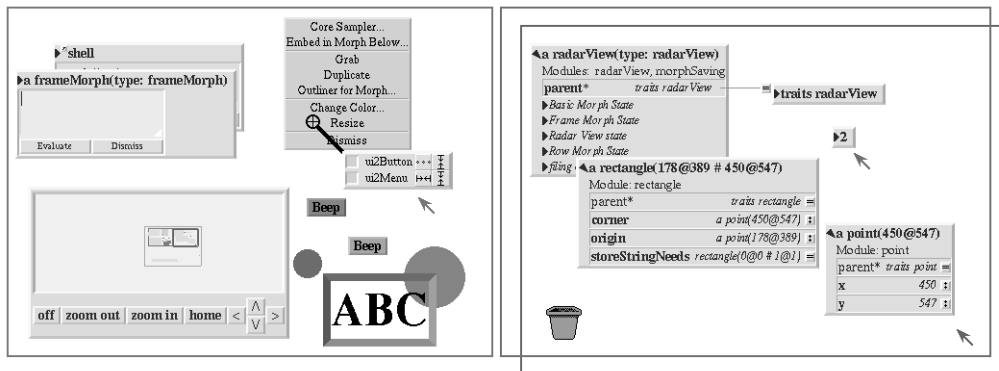 shell
a frameMorph(type: frameMorph)
Evaluate Dismiss
Core Sampler...
Embed in Morph Below...
Grab
Duplicate
Outliner for Morph...
Change Color...
Resize
Dismiss
ui2Button
ui2Menu
Beep
Beep
ABC
off zoom out zoom in home < Λ V >
a radarView(type: radarView)
Modules: radarView, morphSaving
parent* traits radarView =
Basic Morph State
Frame Morph State
Radar View state
Row Morph State
filing
traits radarView
2
a rectangle(178@389 # 450@547)
Module: rectangle
parent* traits rectangle =
corner a point(450@547) :
origin a point(178@389) :
storeStringNeeds rectangle(0@0 # 1@1) =
a point(450@547)
Module: point
parent* traits point =
x 450 :
y 547 :